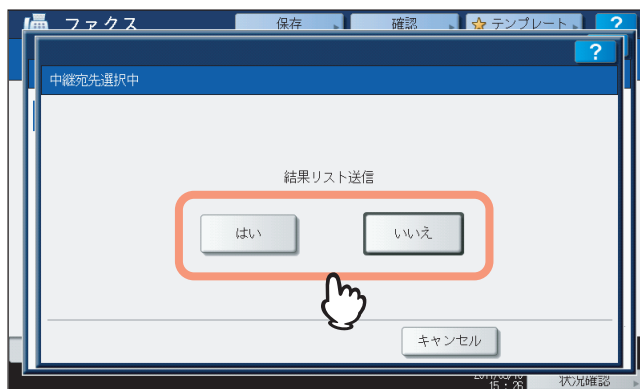 ファクス 保存 確認 テンプレート ?
?
中継宛先選択中
結果リスト送信
はい いいえ
キャンセル
15:26 状況確認